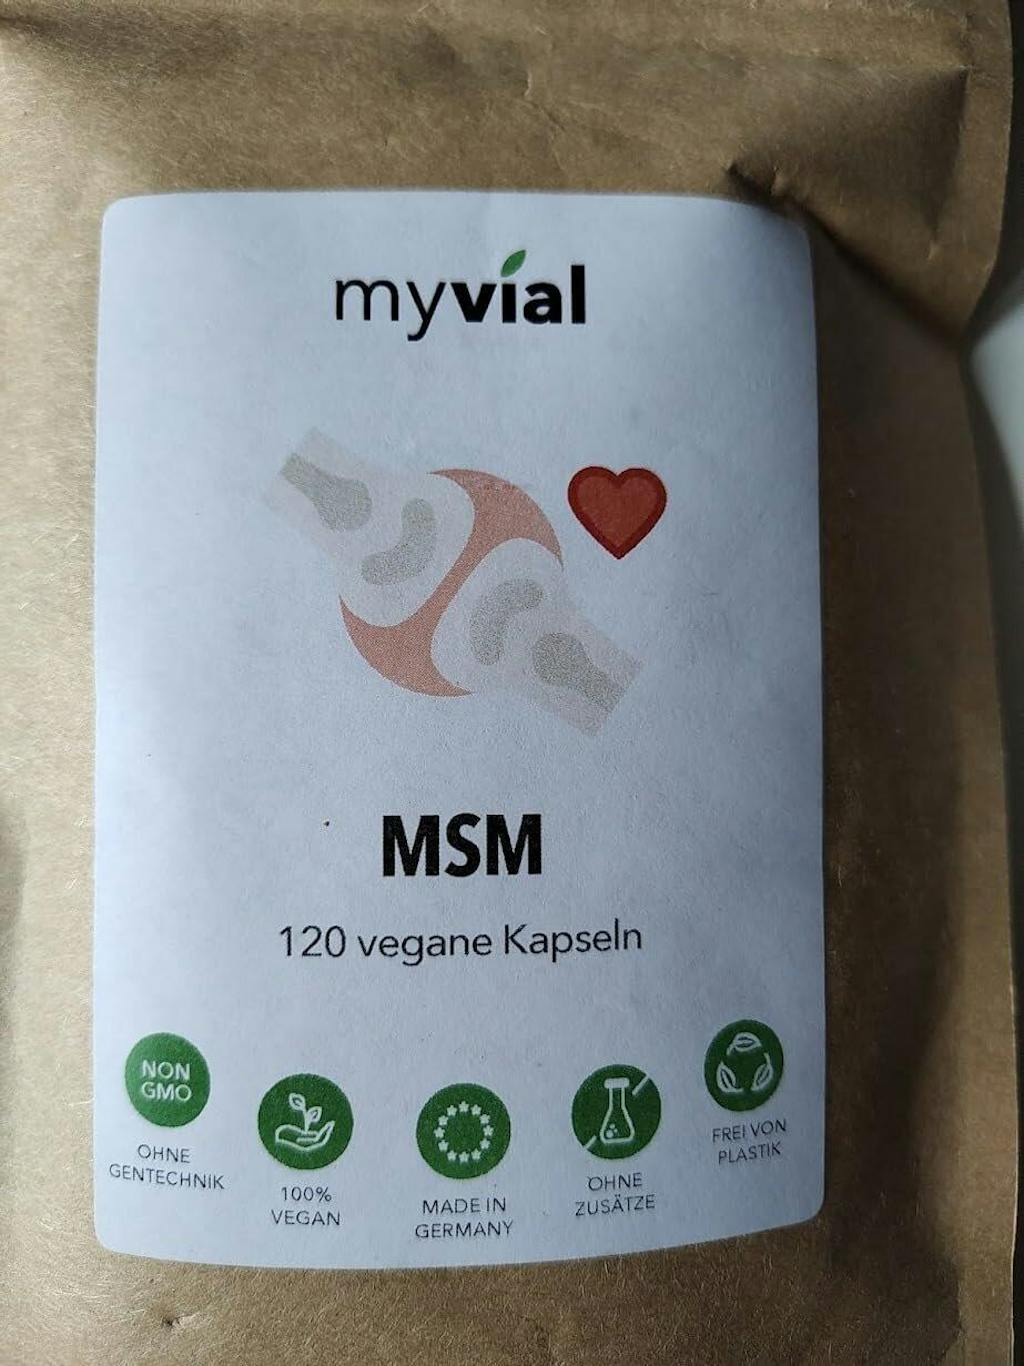 myvial
MSM
120 vegane Kapseln
NON
GMO
OHNE
GENTECHNIK
100%
VEGAN
MADE IN
GERMANY
OHNE
ZUSÄTZE
FREI VON
PLASTIK